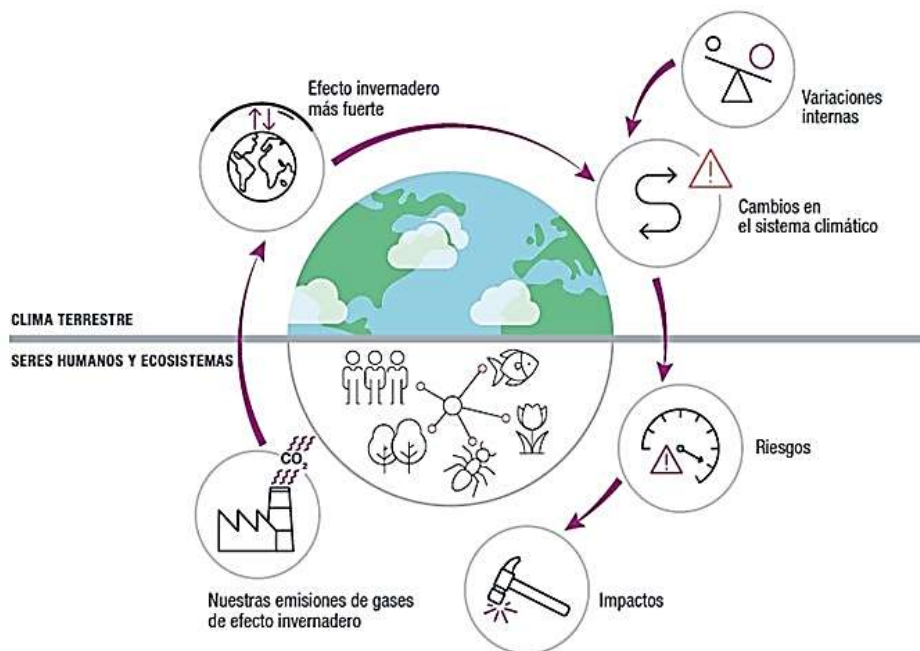 Efecto invernadero
más fuerte
Variaciones
internas
Cambios en
el sistema climático
CLIMA TERRESTRE
SERES HUMANOS Y ECOSISTEMAS
CO₂
Riesgos
Nuestras emisiones de gases
de efecto invernadero
Impactos